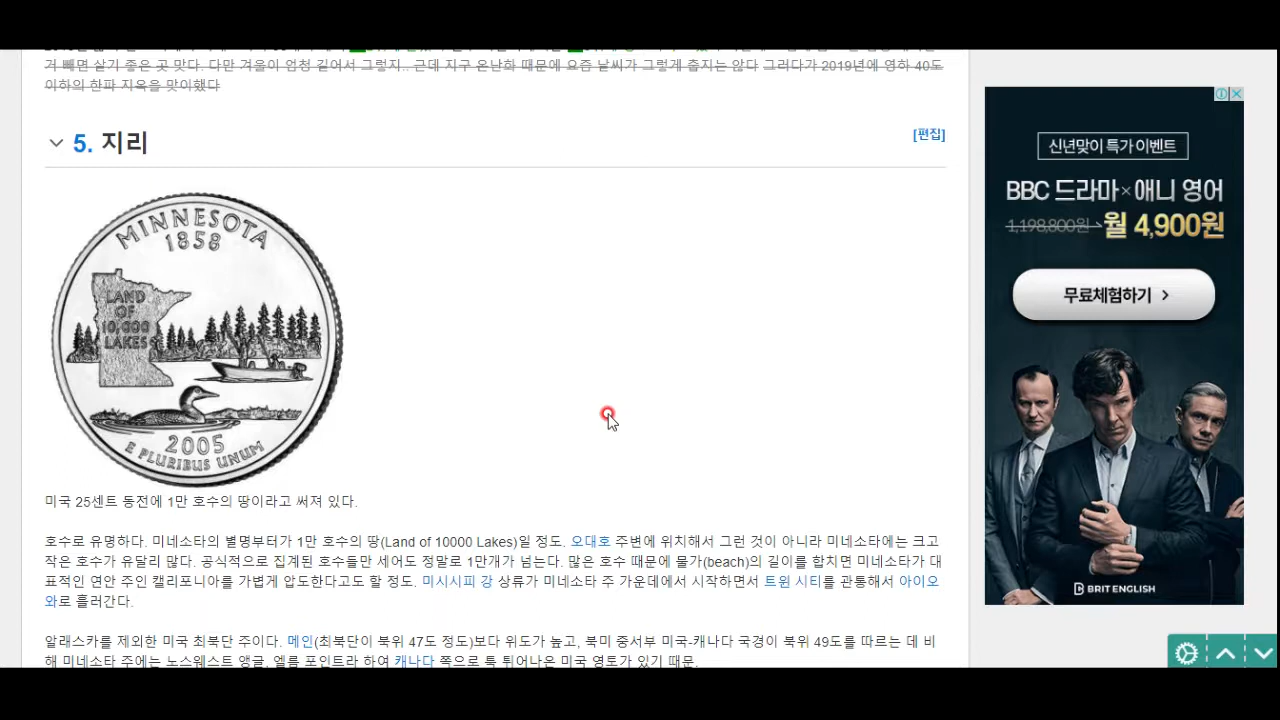 거 빼면 살기 좋은 곳 맞다. 다만 겨울이 엄청 길어서 그렇지.. 근데 지구 온난화 때문에 요즘 날씨가 그렇게 춥지는 않다 그러다가 2019년에 영하 40도
이하의 한파 지옥을 맞이했다
5. 지리
[편집]
MINNESOTA
1858
LAND
OF
10,000
LAKES
2005
E PLURIBUS UNUM
미국 25센트 동전에 1만 호수의 땅이라고 써져 있다.
호수로 유명하다. 미네소타의 별명부터가 1만 호수의 땅(Land of 10000 Lakes)일 정도. 오대호 주변에 위치해서 그런 것이 아니라 미네소타에는 크고
작은 호수가 유달리 많다. 공식적으로 집계된 호수들만 세어도 정말로 1만개가 넘는다. 많은 호수 때문에 물가(beach)의 길이를 합치면 미네소타가 대
표적인 연안 주인 캘리포니아를 가볍게 압도한다고도 할 정도. 미시시피 강 상류가 미네소타 주 가운데에서 시작하면서 트윈 시티를 관통해서 아이오
와로 흘러간다.
알래스카를 제외한 미국 최북단 주이다. 메인(최북단이 북위 47도 정도)보다 위도가 높고, 북미 중서부 미국-캐나다 국경이 북위 49도를 따르는 데 비
해 미네소타 주에는 노스웨스트 앵글, 엘름 포인트라 하여 캐나다 쪽으로 툭 튀어나온 미국 영토가 있기 때문.
신년맞이 특가 이벤트
BBC 드라마×애니 영어
1,198,800원→월 4,900원
무료체험하기 >
BRIT ENGLISH